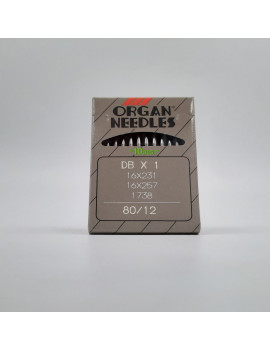 ORGAN
NEEDLES
DB X 1
16X231
16X257
1738
80/12